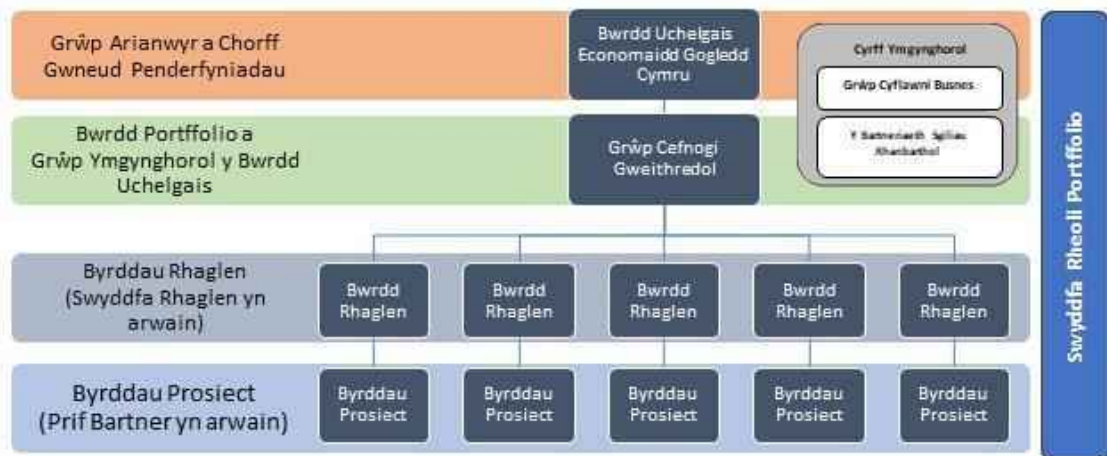 Grŵp Arianwyr a Chorff
Gwneud Penderfyniadau
Bwrdd Uchelgais
Economaidd Gogledd
Cymru
Cyrff Ymgynghorol
Grŵp Cyflawni Busnes
Y Bartneriaeth Sgiliau
Rhanbarthol
Bwrdd Portffolio a
Grŵp Ymgynghorol y Bwrdd
Uchelgais
Grŵp Cefnogi
Gweithredol
Byrddau Rhaglen
(Swyddfa Rhaglen yn
arwain)
Bwrdd
Rhaglen
Bwrdd
Rhaglen
Bwrdd
Rhaglen
Bwrdd
Rhaglen
Bwrdd
Rhaglen
Byrddau Prosiect
(Prif Bartner yn arwain)
Byrddau
Prosiect
Byrddau
Prosiect
Byrddau
Prosiect
Byrddau
Prosiect
Byrddau
Prosiect
Swyddfa Rheoli Portffolio